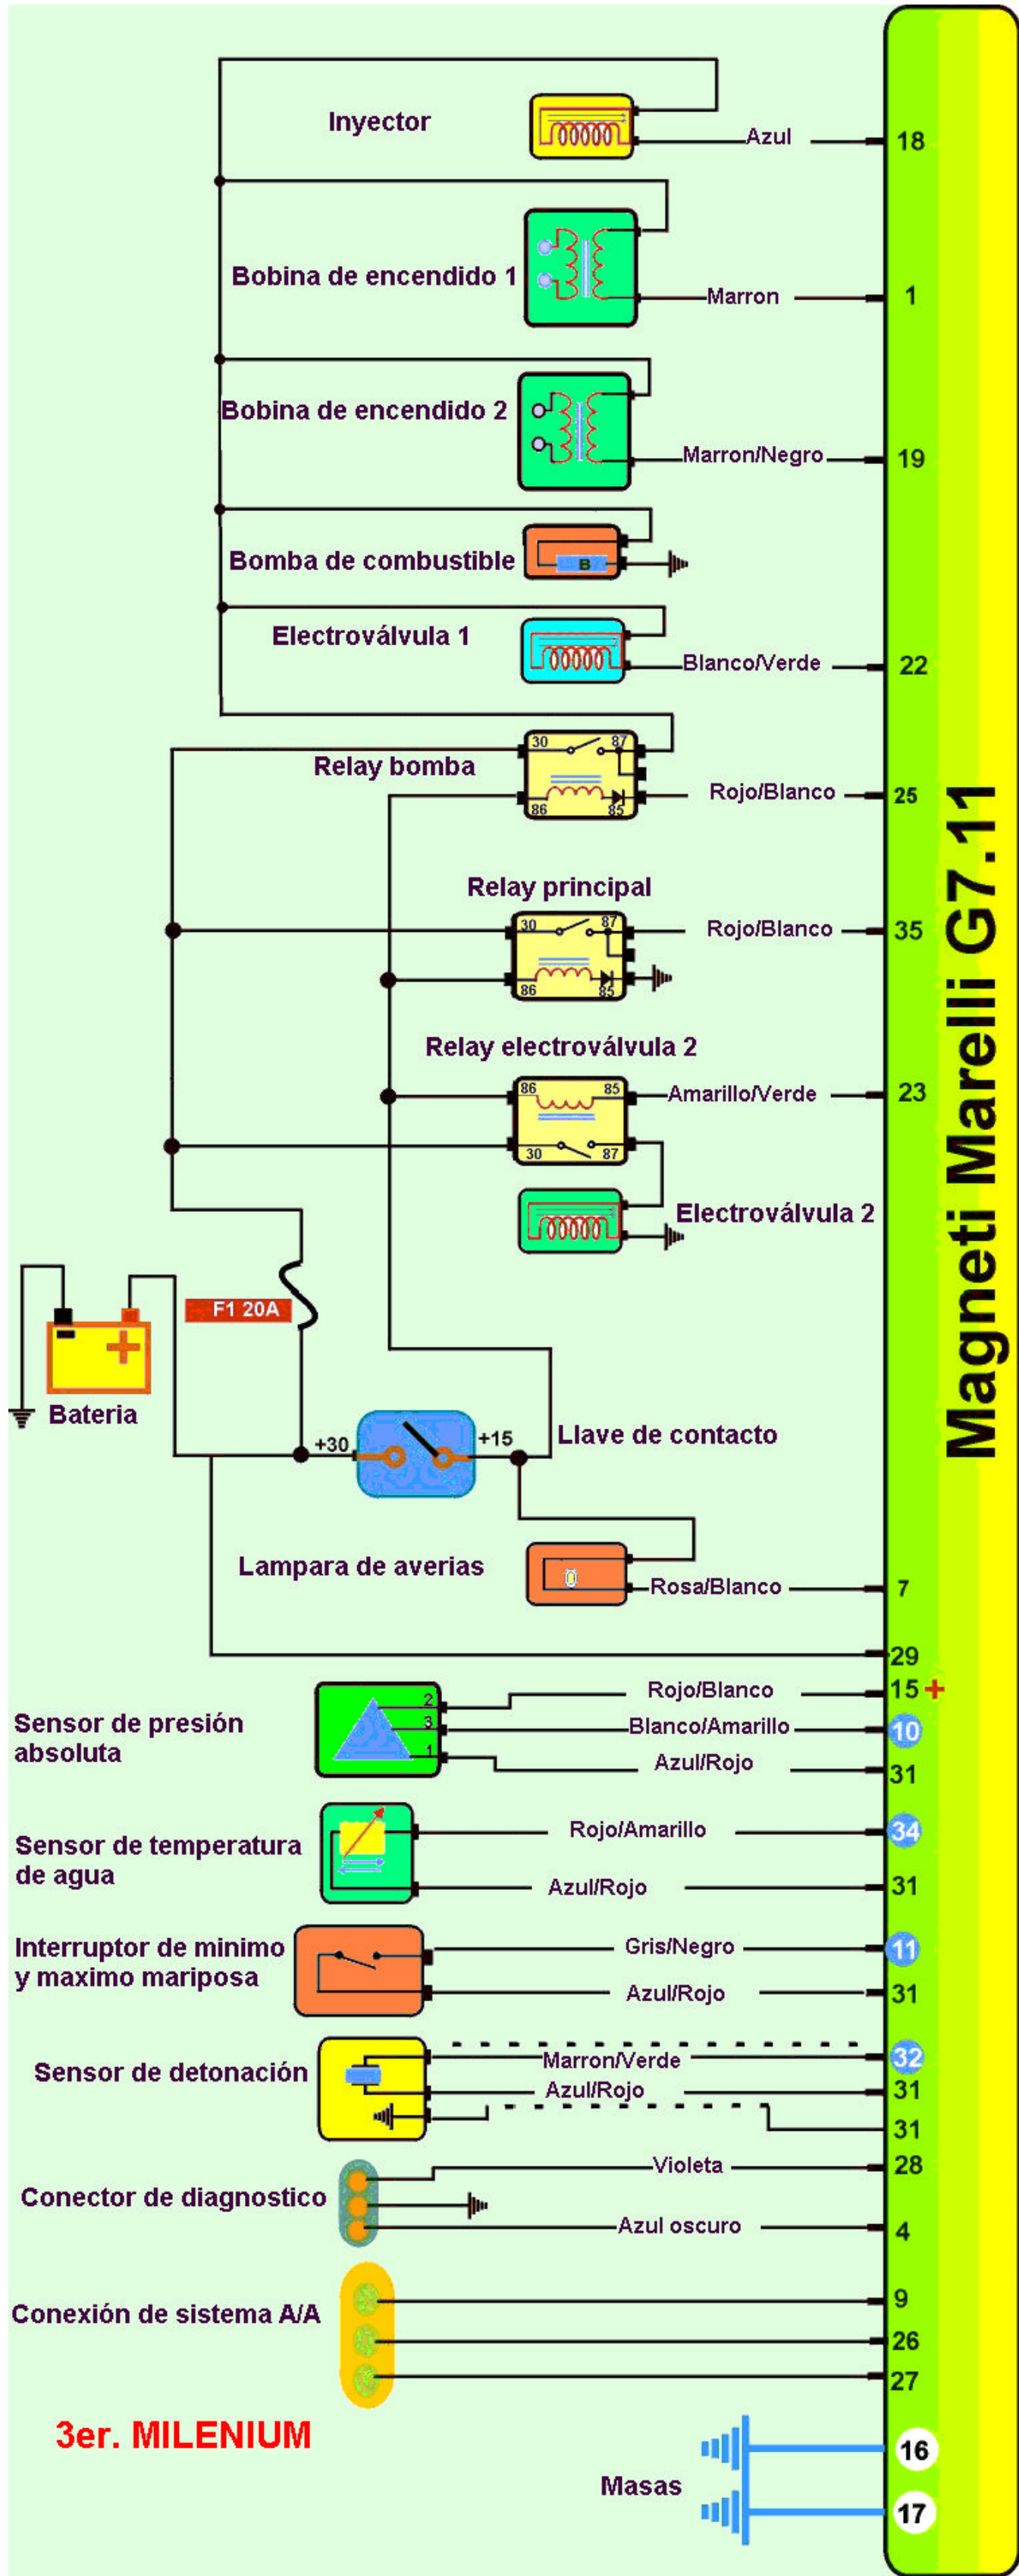 Inyector
Azul
18
Bobina de encendido 1
Marron
1
Bobina de encendido 2
Marron/Negro
19
Bomba de combustible
B
Electroválvula 1
Blanco/Verde
22
Relay bomba
30
87
86
85
Rojo/Blanco
25
Relay principal
30
87
86
85
Rojo/Blanco
35
Relay electroválvula 2
86
85
30
87
Amarillo/Verde
23
Electroválvula 2
F1 20A
Bateria
+30
+15
Llave de contacto
Lampara de averias
Rosa/Blanco
7
29
Sensor de presión
absoluta
2
3
1
Rojo/Blanco
15 +
Blanco/Amarillo
10
Azul/Rojo
31
Sensor de temperatura
de agua
Rojo/Amarillo
34
Azul/Rojo
31
Interruptor de minimo
y maximo mariposa
Gris/Negro
11
Azul/Rojo
31
Sensor de detonación
Marron/Verde
32
Azul/Rojo
31
31
Conector de diagnostico
Violeta
28
Azul oscuro
4
Conexión de sistema A/A
9
26
27
3er. MILENIUM
Masas
16
17
Magneti Marelli G7.11